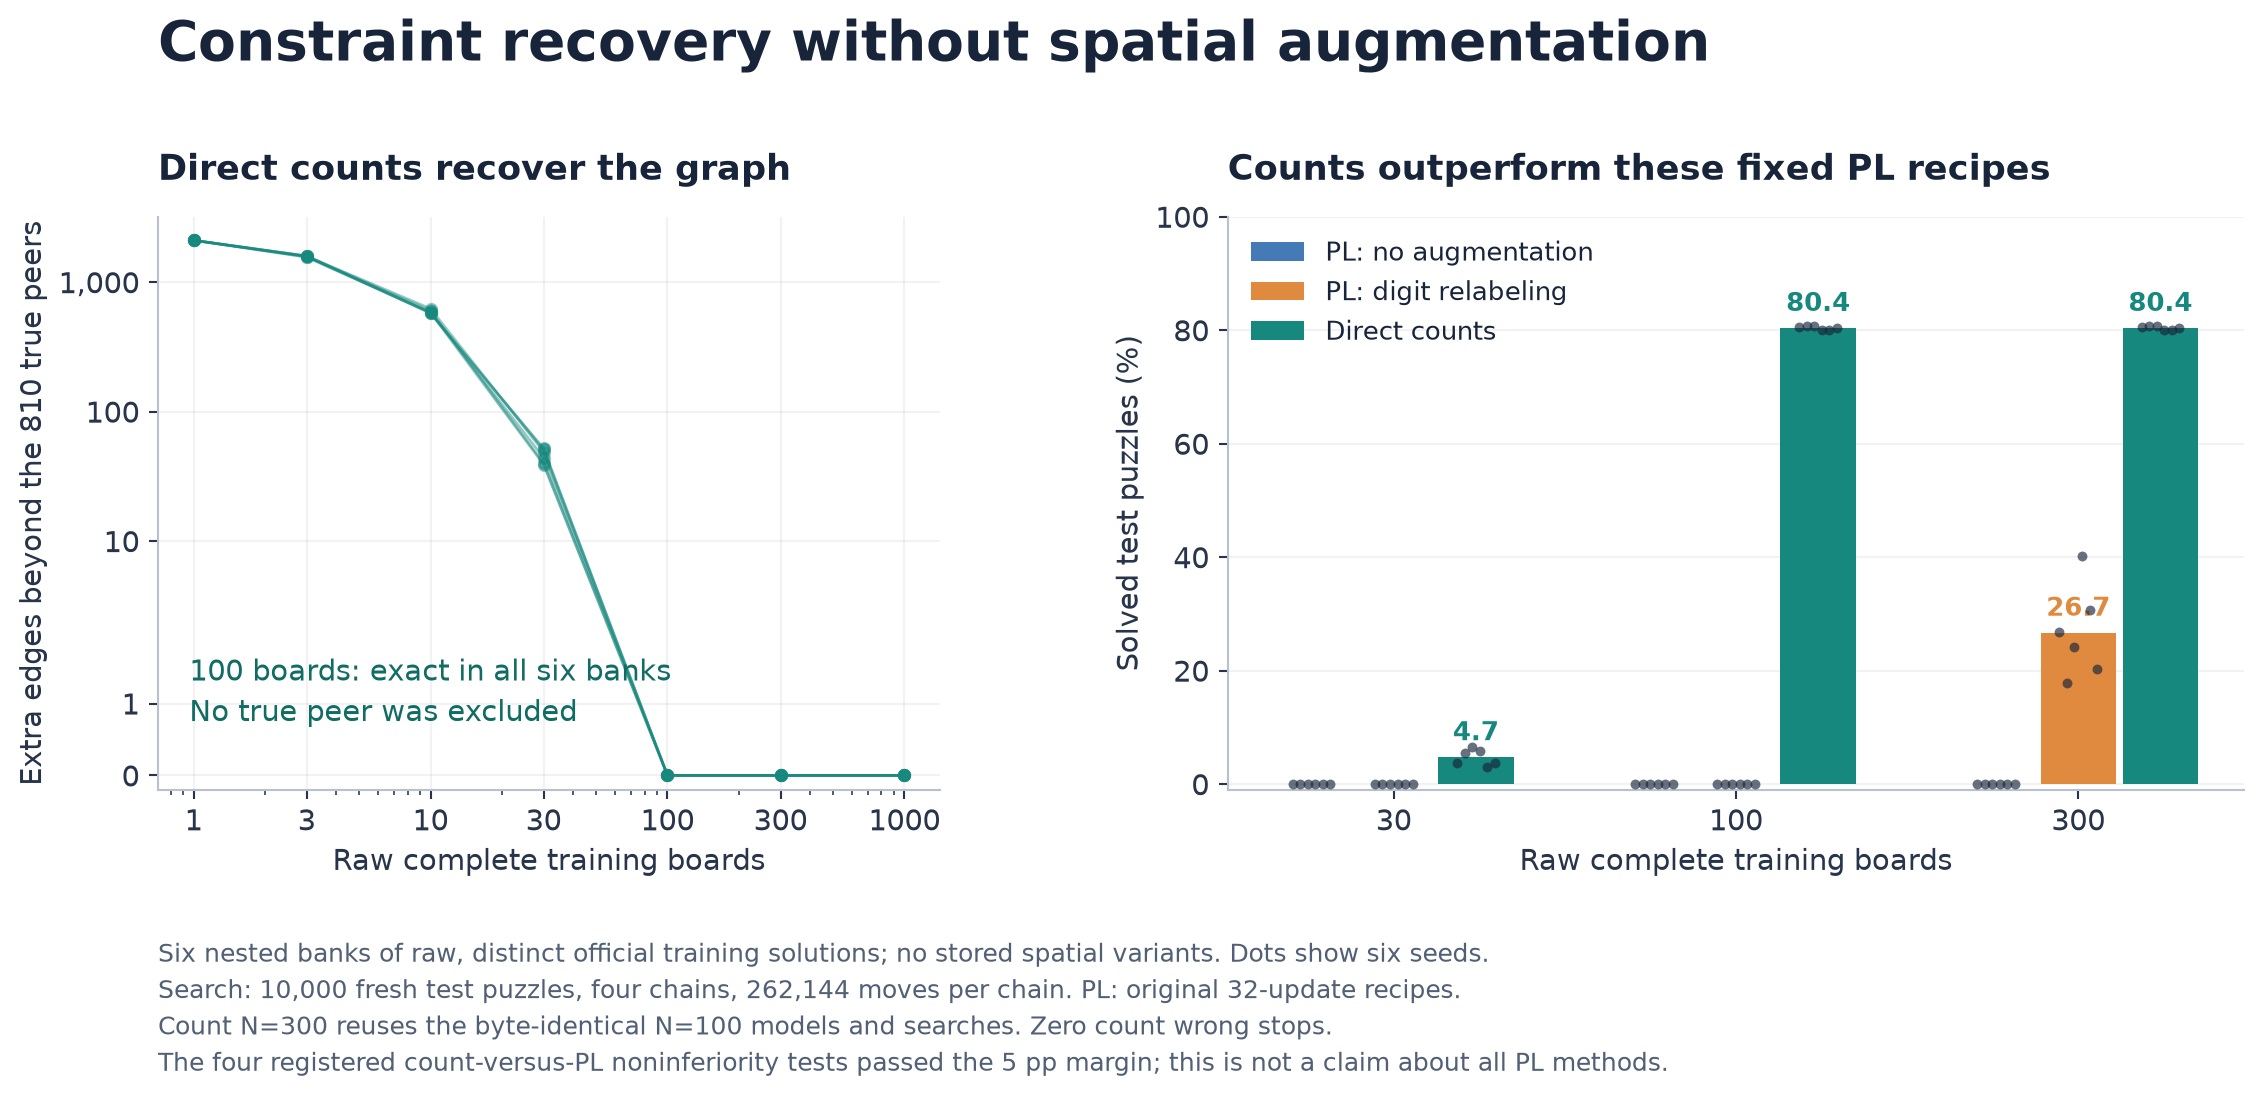 Constraint recovery without spatial augmentation
Direct counts recover the graph
Extra edges beyond the 810 true peers
1,000
100
10
1
0
100 boards: exact in all six banks
No true peer was excluded
1 3 10 30 100 300 1000
Raw complete training boards
Counts outperform these fixed PL recipes
Solved test puzzles (%)
100
80
60
40
20
0
PL: no augmentation
PL: digit relabeling
Direct counts
4.7
80.4
26.7
80.4
30 100 300
Raw complete training boards
Six nested banks of raw, distinct official training solutions; no stored spatial variants. Dots show six seeds.
Search: 10,000 fresh test puzzles, four chains, 262,144 moves per chain. PL: original 32-update recipes.
Count N=300 reuses the byte-identical N=100 models and searches. Zero count wrong stops.
The four registered count-versus-PL noninferiority tests passed the 5 pp margin; this is not a claim about all PL methods.